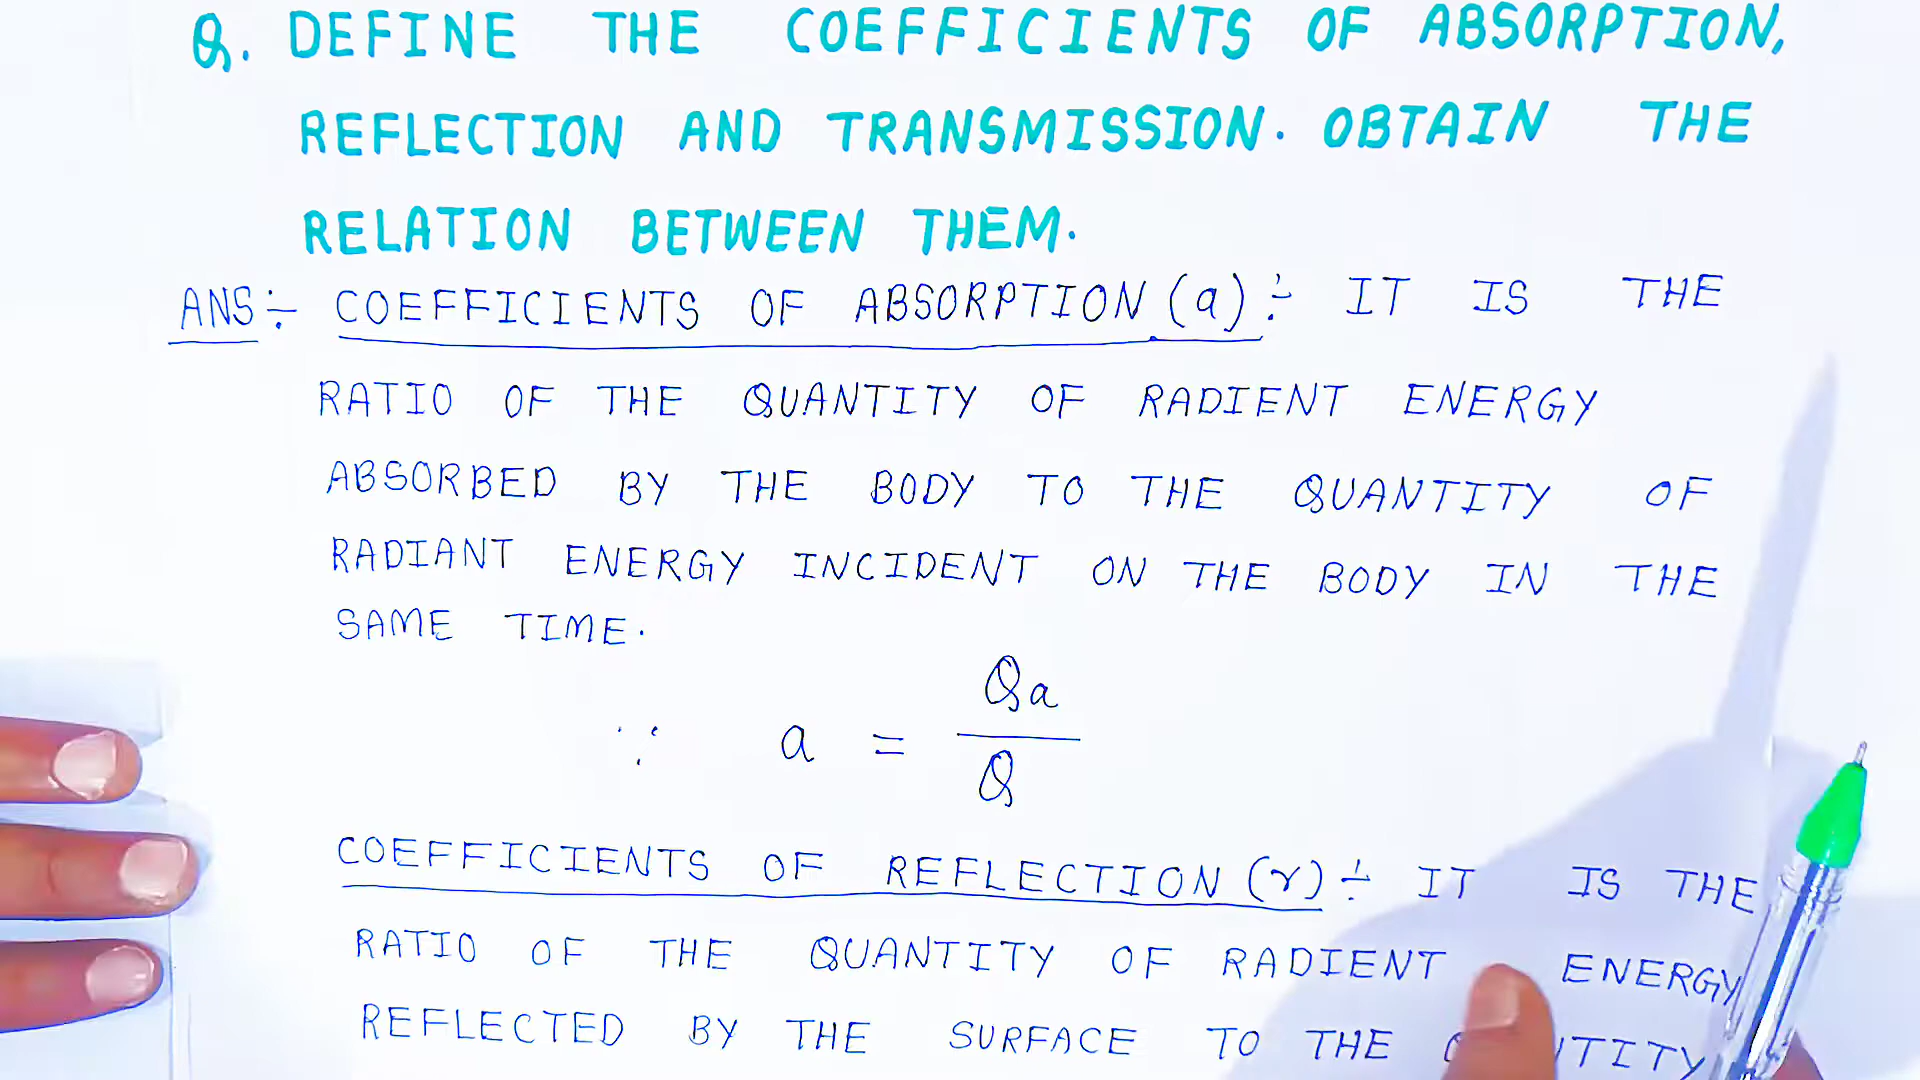 Q. DEFINE THE COEFFICIENTS OF ABSORPTION,
REFLECTION AND TRANSMISSION. OBTAIN THE
RELATION BETWEEN THEM.
ANS:- COEFFICIENTS OF ABSORPTION (a) :- IT IS THE
RATIO OF THE QUANTITY OF RADIENT ENERGY
ABSORBED BY THE BODY TO THE QUANTITY OF
RADIANT ENERGY INCIDENT ON THE BODY IN THE
SAME TIME.
∵ a = Qa / Q
COEFFICIENTS OF REFLECTION (r) :- IT IS THE
RATIO OF THE QUANTITY OF RADIENT ENERGY
REFLECTED BY THE SURFACE TO THE